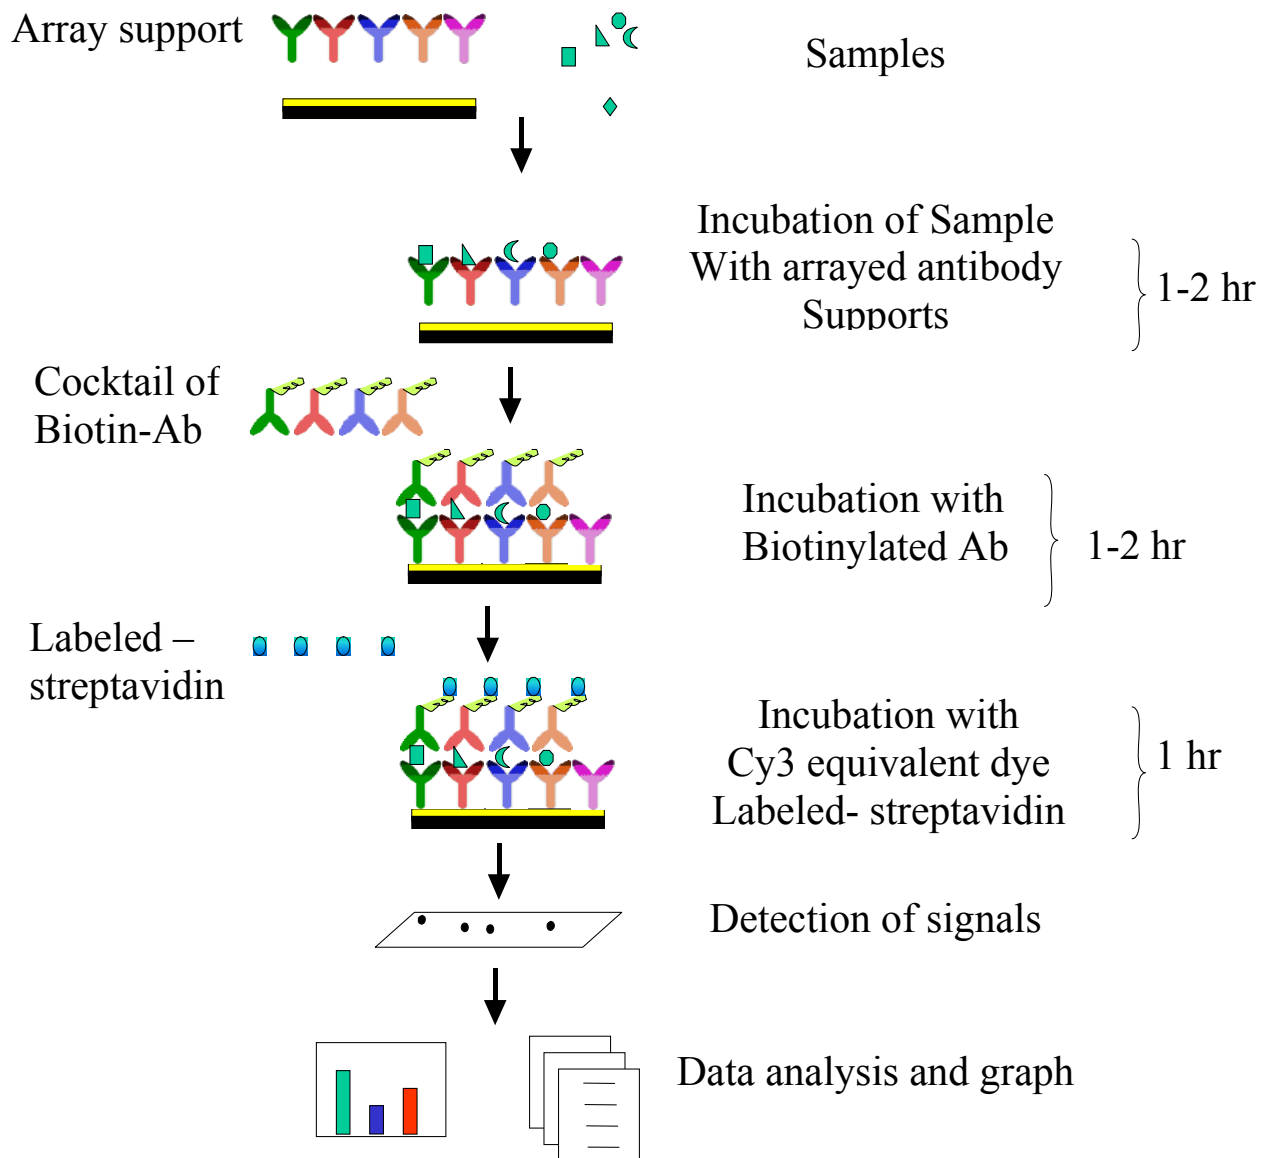 Array support
Samples
Incubation of Sample
With arrayed antibody
Supports
1-2 hr
Cocktail of
Biotin-Ab
Incubation with
Biotinylated Ab
1-2 hr
Labeled –
streptavidin
Incubation with
Cy3 equivalent dye
Labeled- streptavidin
1 hr
Detection of signals
Data analysis and graph